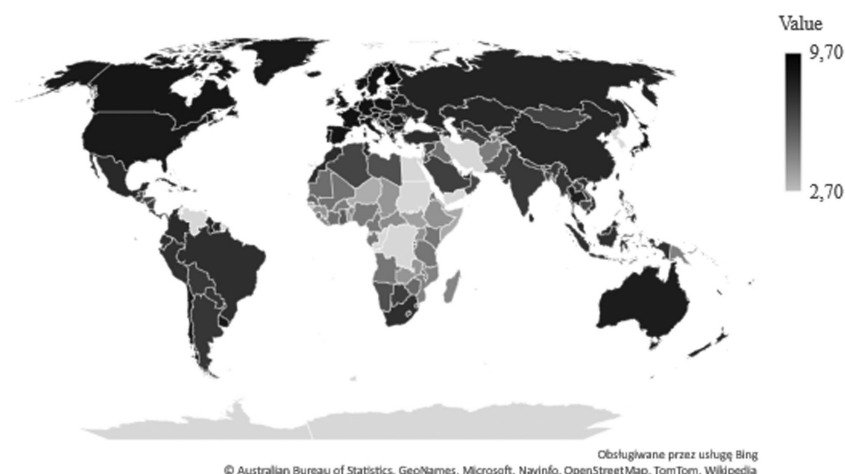 Value
9,70
2,70
Obsługiwane przez usługę Bing
© Australian Bureau of Statistics, GeoNames, Microsoft, Navinfo, OpenStreetMap, TomTom, Wikipedia